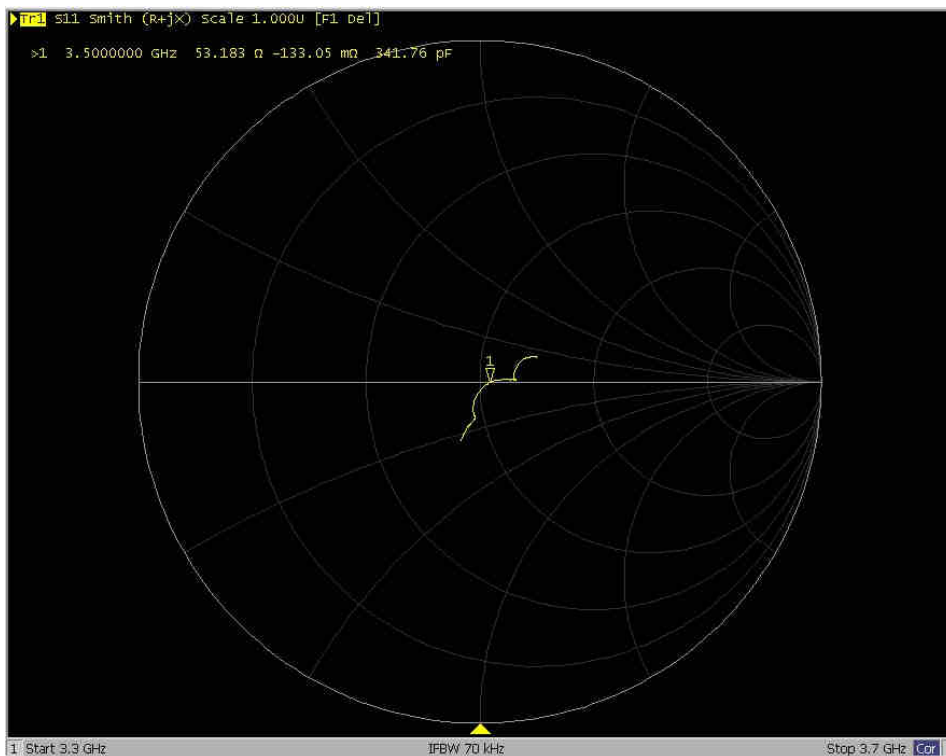 Tr1 S11 Smith (R+jX) Scale 1.000U [F1 Del]
>1 3.5000000 GHz 53.183 Ω -133.05 mΩ 341.76 pF
1
1 Start 3.3 GHz IFBW 70 kHz Stop 3.7 GHz Cor